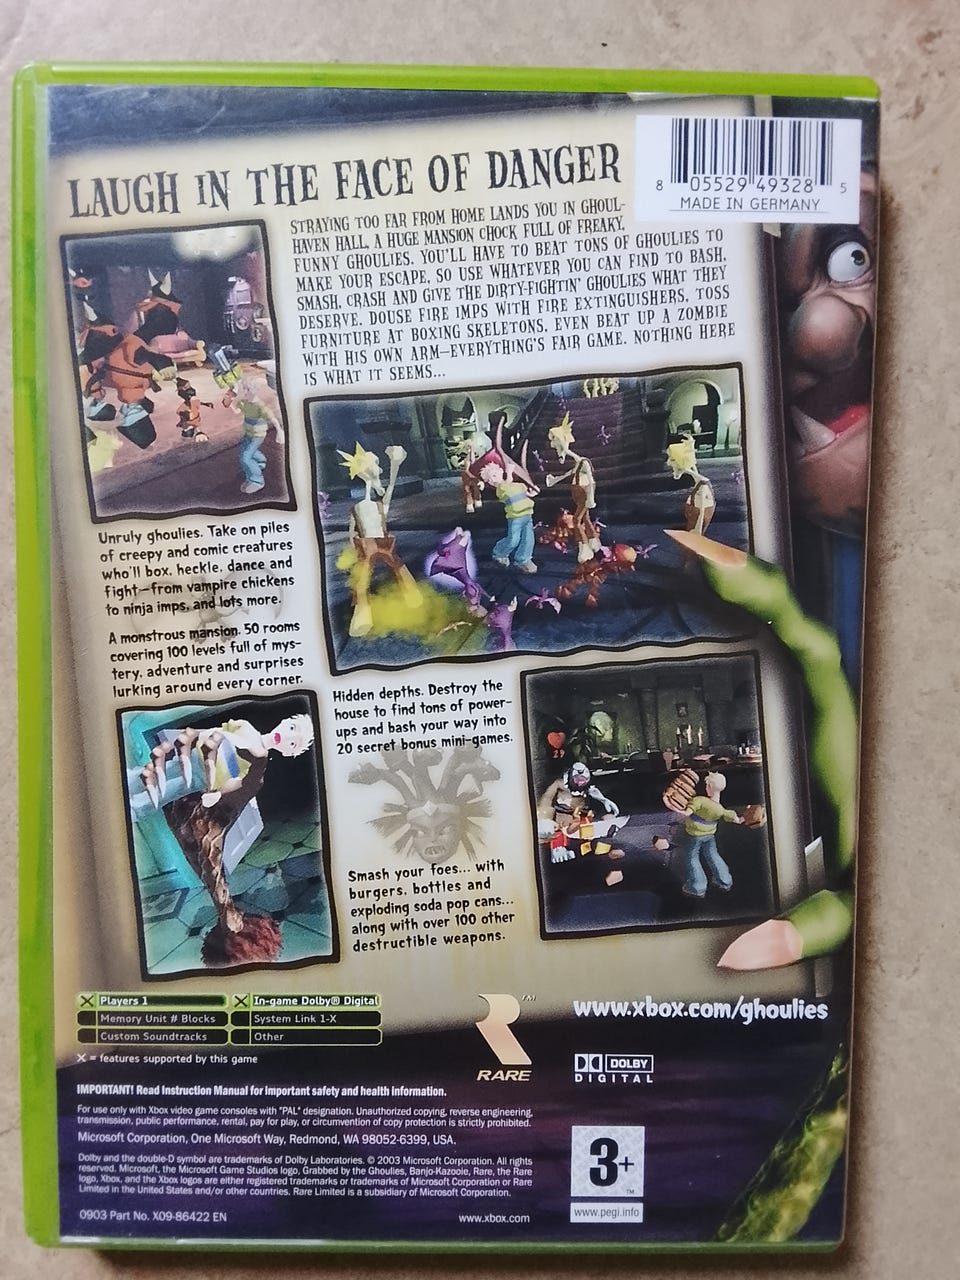 LAUGH IN THE FACE OF DANGER
8 05529 49328 5
MADE IN GERMANY
STRAYING TOO FAR FROM HOME LANDS YOU IN GHOUL-
HAVEN HALL, A HUGE MANSION CHOCK FULL OF FREAKY,
FUNNY GHOULIES. YOU'LL HAVE TO BEAT TONS OF GHOULIES TO
MAKE YOUR ESCAPE, SO USE WHATEVER YOU CAN FIND TO BASH,
SMASH, CRASH AND GIVE THE DIRTY-FIGHTIN' GHOULIES WHAT THEY
DESERVE. DOUSE FIRE IMPS WITH FIRE EXTINGUISHERS, TOSS
FURNITURE AT BOXING SKELETONS, EVEN BEAT UP A ZOMBIE
WITH HIS OWN ARM—EVERYTHING'S FAIR GAME. NOTHING HERE
IS WHAT IT SEEMS...
Unruly ghoulies. Take on piles
of creepy and comic creatures
who'll box, heckle, dance and
fight—from vampire chickens
to ninja imps, and lots more.
A monstrous mansion. 50 rooms
covering 100 levels full of mys-
tery, adventure and surprises
lurking around every corner.
Hidden depths. Destroy the
house to find tons of power-
ups and bash your way into
20 secret bonus mini-games.
Smash your foes... with
burgers, bottles and
exploding soda pop cans...
along with over 100 other
destructible weapons.
X Players 1
X In-game Dolby® Digital
Memory Unit # Blocks
System Link 1-X
Custom Soundtracks
Other
X = features supported by this game
RARE
TM
www.xbox.com/ghoulies
DOLBY
DIGITAL
IMPORTANT! Read Instruction Manual for important safety and health information.
For use only with Xbox video game consoles with "PAL" designation. Unauthorized copying, reverse engineering,
transmission, public performance, rental, pay for play, or circumvention of copy protection is strictly prohibited.
Microsoft Corporation, One Microsoft Way, Redmond, WA 98052-6399, USA.
Dolby and the double-D symbol are trademarks of Dolby Laboratories. © 2003 Microsoft Corporation. All rights
reserved. Microsoft, the Microsoft Game Studios logo, Grabbed by the Ghoulies, Banjo-Kazooie, Rare, the Rare
logo, Xbox, and the Xbox logos are either registered trademarks or trademarks of Microsoft Corporation or Rare
Limited in the United States and/or other countries. Rare Limited is a subsidiary of Microsoft Corporation.
0903 Part No. X09-86422 EN
www.xbox.com
3+
TM
www.pegi.info